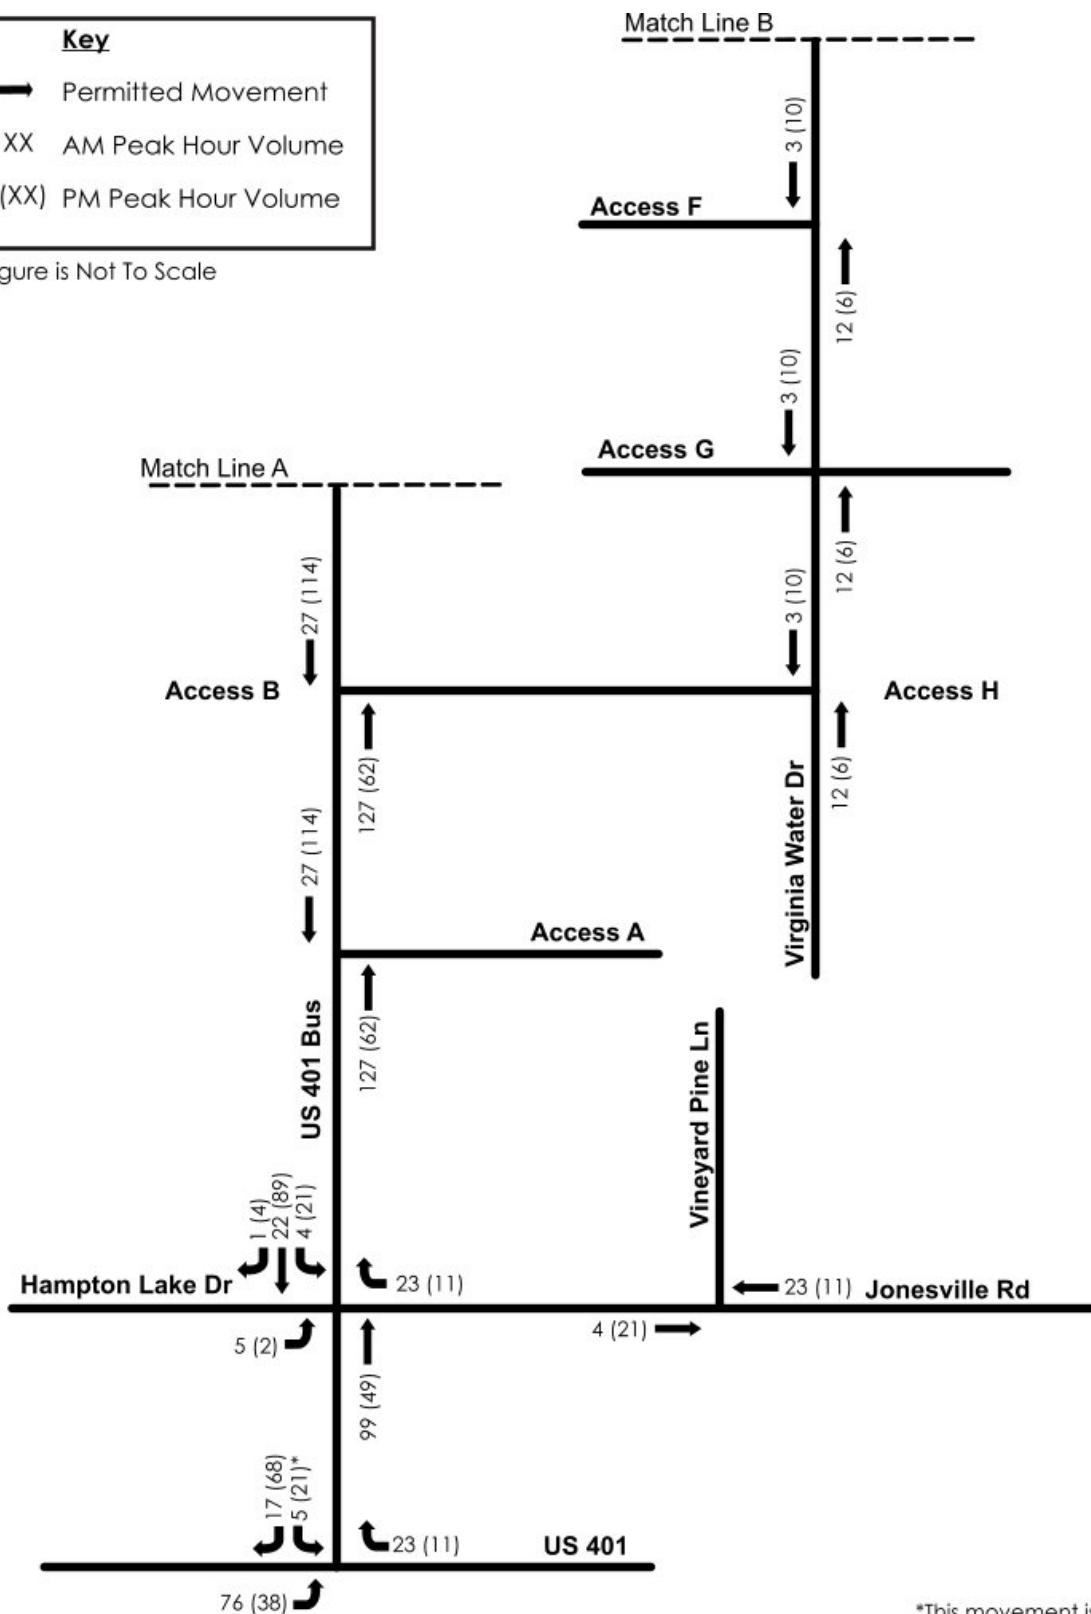 Key
Permitted Movement
XX AM Peak Hour Volume
(XX) PM Peak Hour Volume
gure is Not To Scale
Match Line B
3 (10)
Access F
12 (6)
3 (10)
Access G
Match Line A
12 (6)
27 (114)
3 (10)
Access B
Access H
127 (62)
12 (6)
Virginia Water Dr
27 (114)
Access A
127 (62)
US 401 Bus
Vineyard Pine Ln
1 (4)
22 (89)
4 (21)
Hampton Lake Dr
23 (11)
23 (11)
Jonesville Rd
5 (2)
4 (21)
99 (49)
17 (68)
5 (21)*
23 (11)
US 401
76 (38)
*This movement is